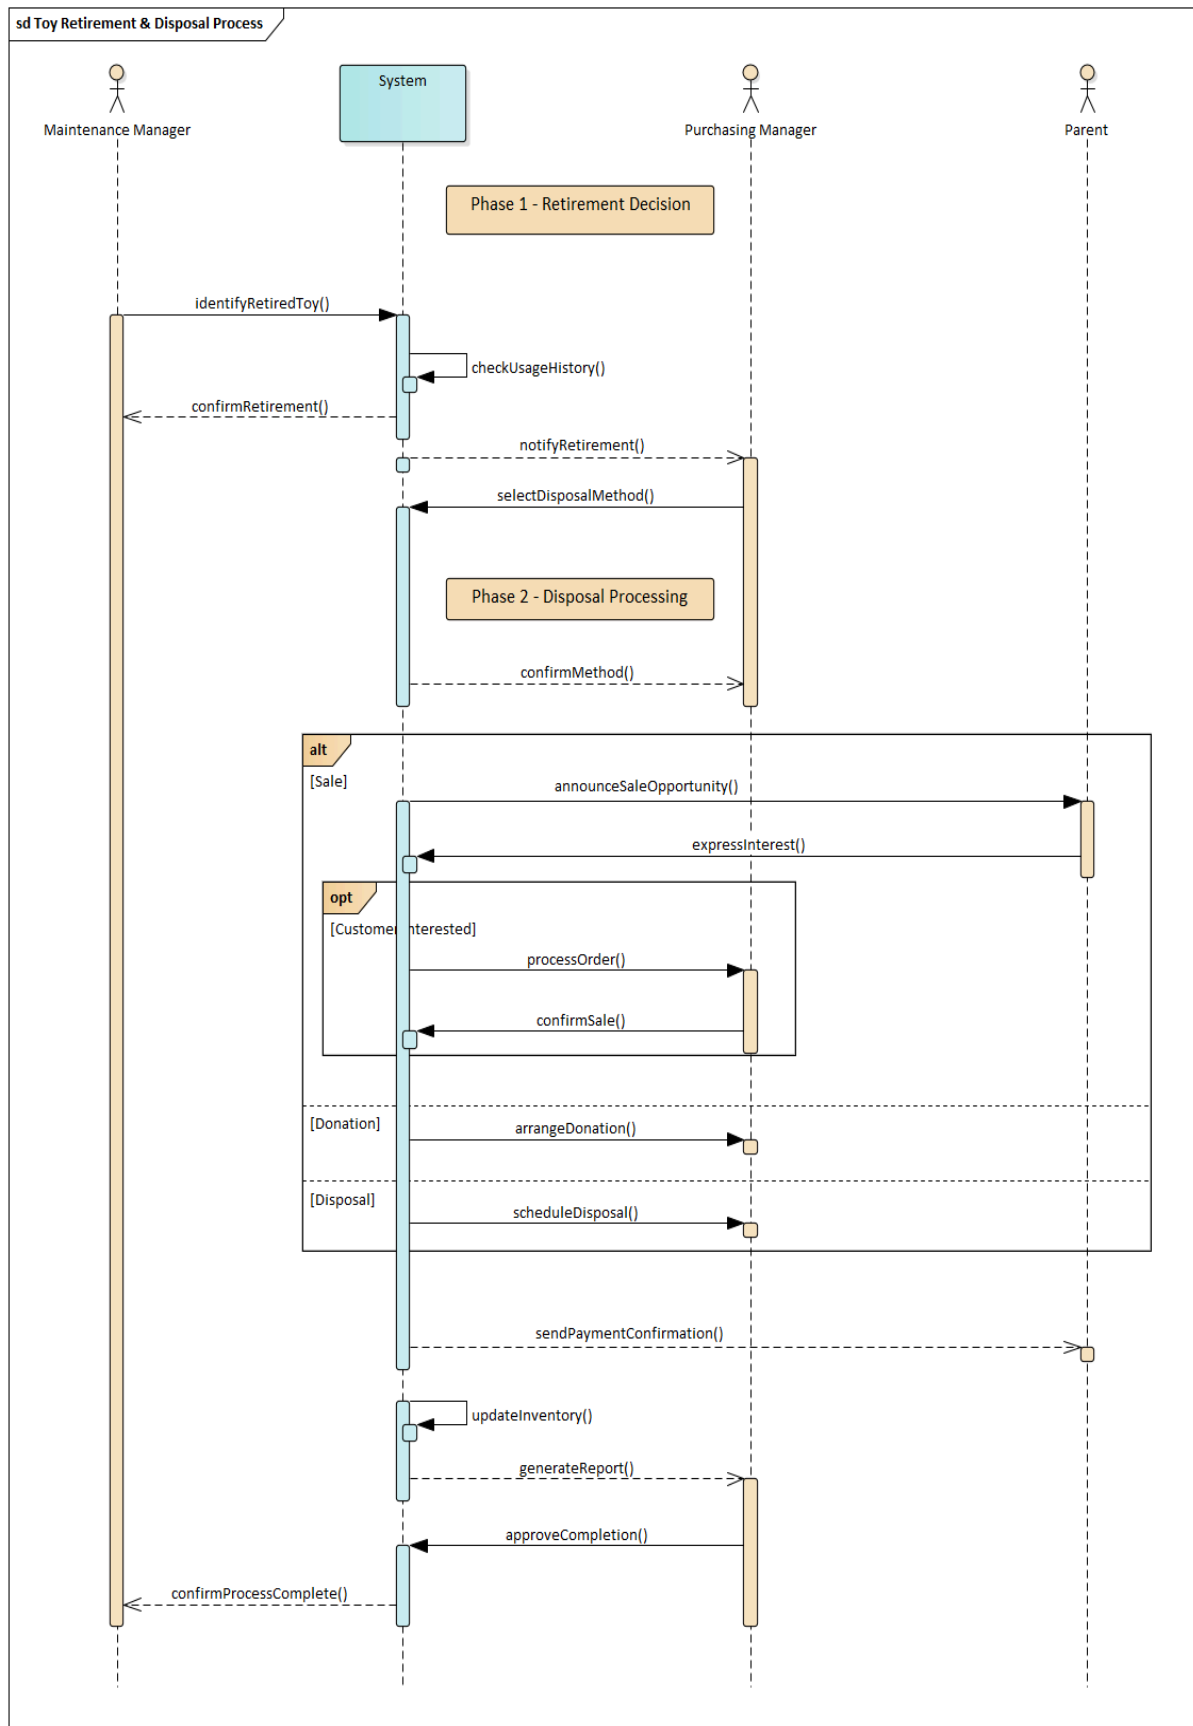 sd Toy Retirement & Disposal Process
System
Maintenance Manager
Purchasing Manager
Parent
Phase 1 - Retirement Decision
identifyRetiredToy()
checkUsageHistory()
confirmRetirement()
notifyRetirement()
selectDisposalMethod()
Phase 2 - Disposal Processing
confirmMethod()
alt
[Sale]
announceSaleOpportunity()
expressInterest()
opt
[Customer Interested]
processOrder()
confirmSale()
[Donation]
arrangeDonation()
[Disposal]
scheduleDisposal()
sendPaymentConfirmation()
updateInventory()
generateReport()
approveCompletion()
confirmProcessComplete()